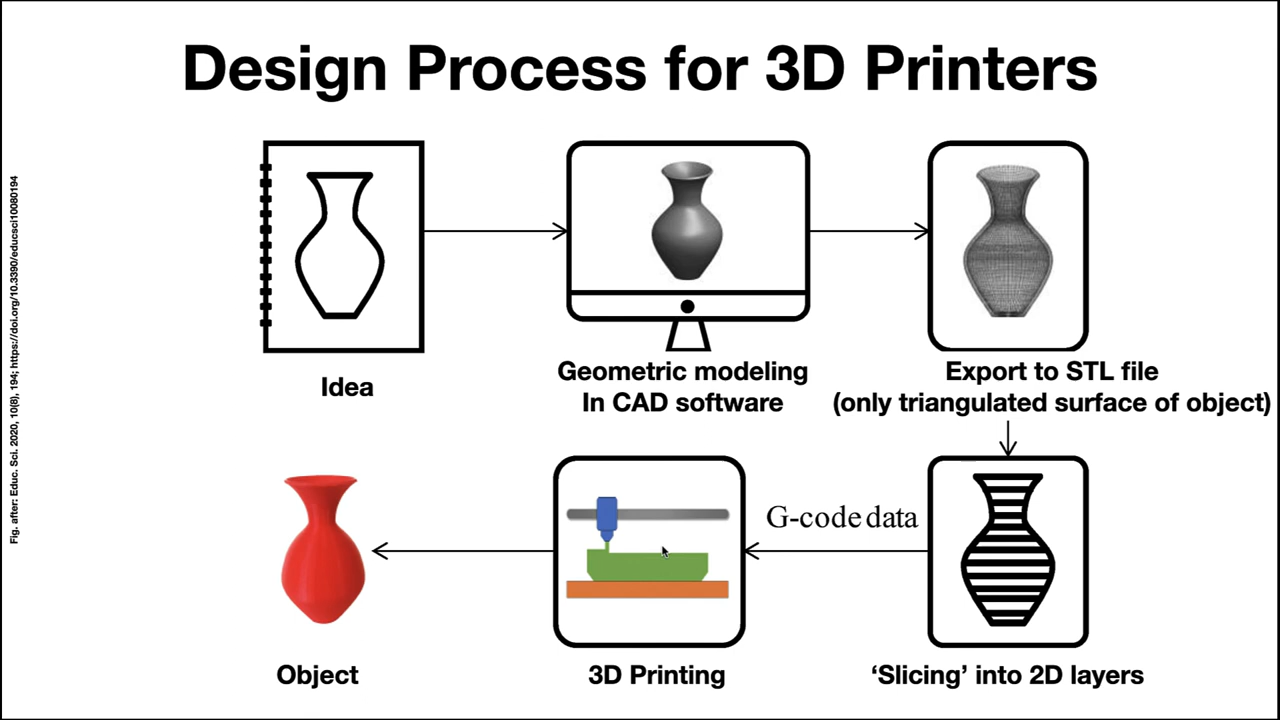 Design Process for 3D Printers
Fig. after: Educ. Sci. 2020, 10(8), 194; https://doi.org/10.3390/educsci10080194
Idea
Geometric modeling
In CAD software
Export to STL file
(only triangulated surface of object)
G-code data
Object
3D Printing
‘Slicing’ into 2D layers